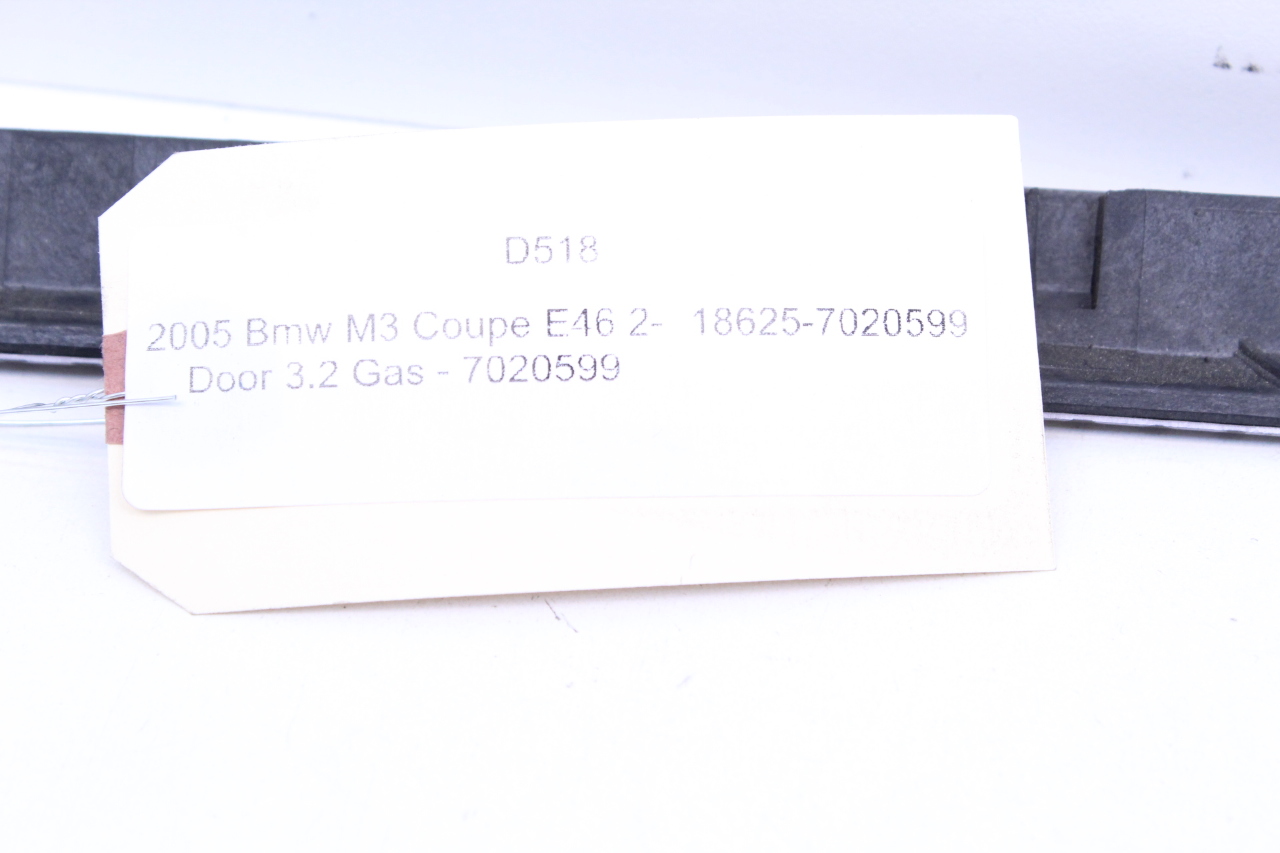 D518
2005 Bmw M3 Coupe E46 2- 18625-7020599
Door 3.2 Gas - 7020599